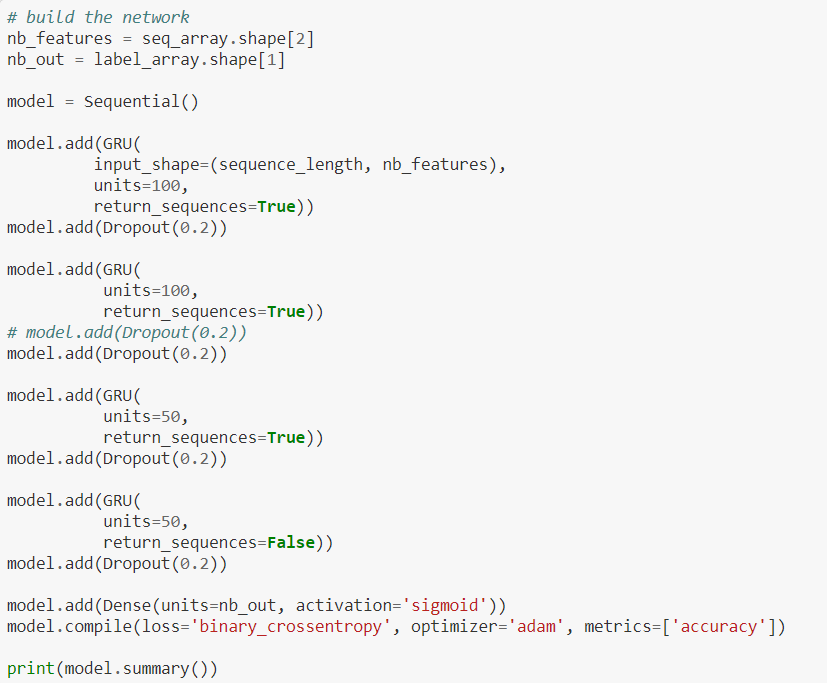 # build the network
nb_features = seq_array.shape[2]
nb_out = label_array.shape[1]

model = Sequential()

model.add(GRU(
         input_shape=(sequence_length, nb_features),
         units=100,
         return_sequences=True))
model.add(Dropout(0.2))

model.add(GRU(
          units=100,
          return_sequences=True))
# model.add(Dropout(0.2))
model.add(Dropout(0.2))

model.add(GRU(
          units=50,
          return_sequences=True))
model.add(Dropout(0.2))

model.add(GRU(
          units=50,
          return_sequences=False))
model.add(Dropout(0.2))

model.add(Dense(units=nb_out, activation='sigmoid'))
model.compile(loss='binary_crossentropy', optimizer='adam', metrics=['accuracy'])

print(model.summary())